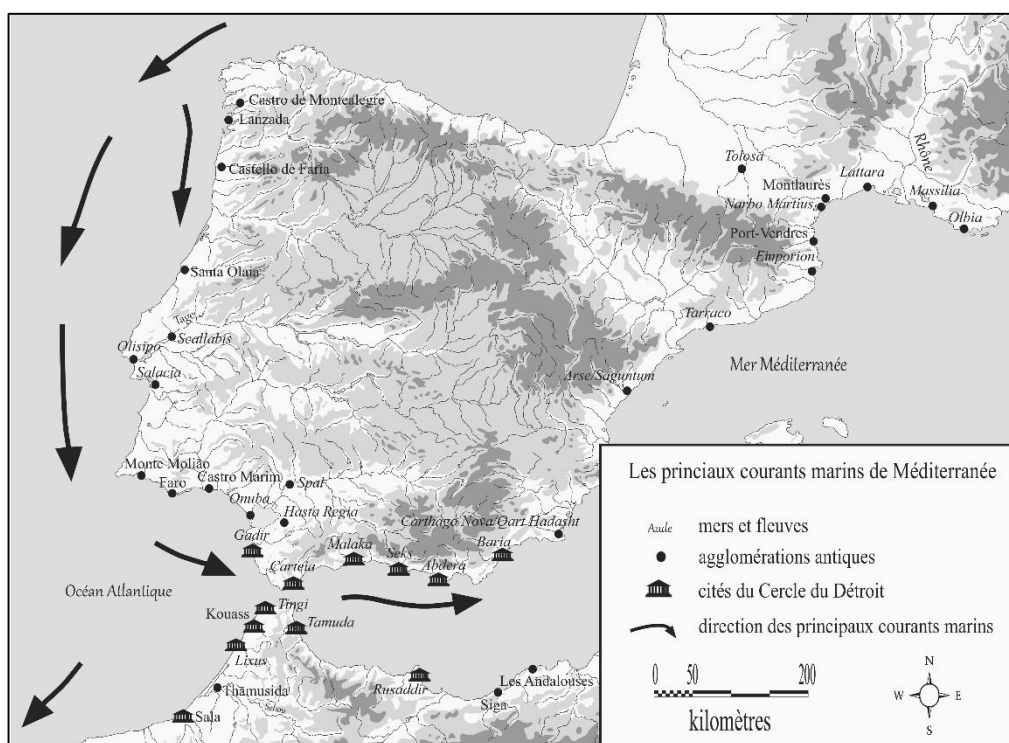 Castro de Montealegre
Lanzada
Castello de Faria
Santa Olaia
Tage
Scallabis
Olisipo
Salacia
Monte Molião
Faro
Castro Marim
Onuba
Spal
Hasta Regia
Gadir
Carteia
Malaka
Seks
Abdera
Baria
Carthago Nova/Qart Hadasht
Arse/Saguntum
Tarraco
Emporion
Port-Vendres
Narbo Martius
Montlaurès
Tolosa
Lattara
Rhône
Massilia
Olbia
Mer Méditerranée
Océan Atlantique
Tingi
Kouass
Tamuda
Lixus
Thamusida
Sala
Rusaddir
Siga
Les Andalouses
Les princiaux courants marins de Méditerranée
Aude mers et fleuves
agglomérations antiques
cités du Cercle du Détroit
direction des principaux courants marins
0 50 200
kilomètres
N
W E
S